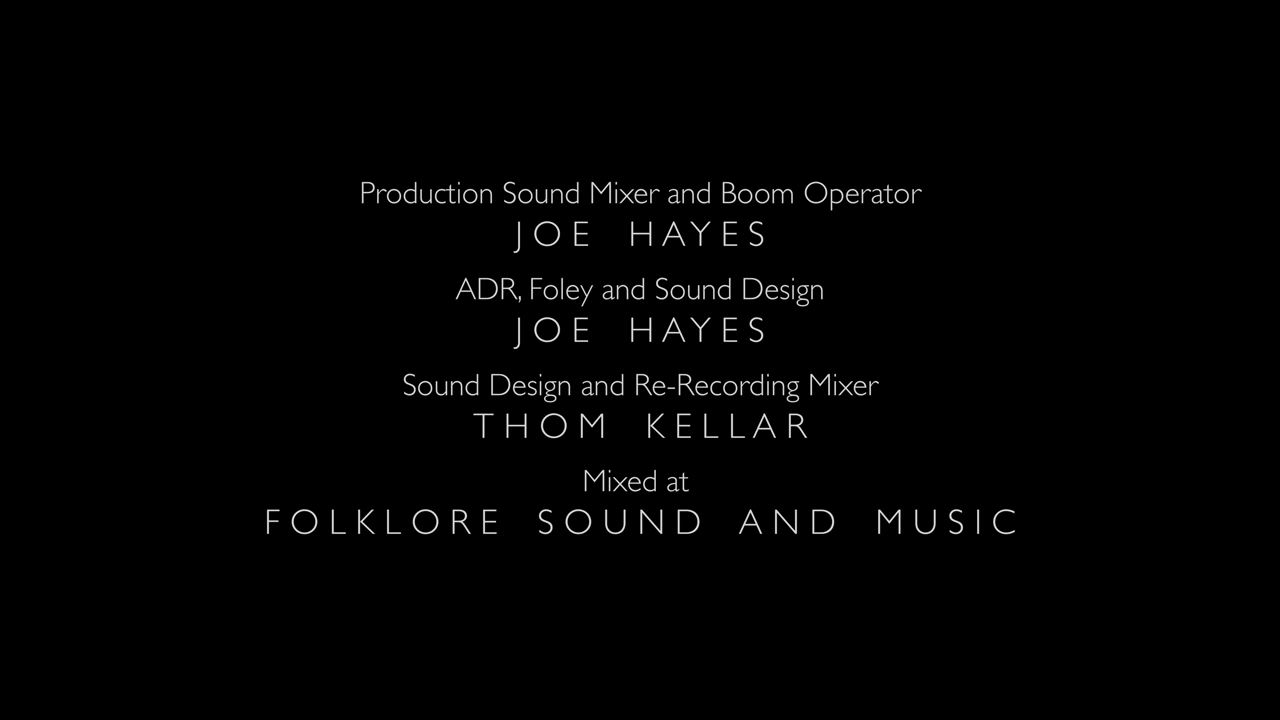 Production Sound Mixer and Boom Operator
JOE HAYES
ADR, Foley and Sound Design
JOE HAYES
Sound Design and Re-Recording Mixer
THOM KELLAR
Mixed at
FOLKLORE SOUND AND MUSIC